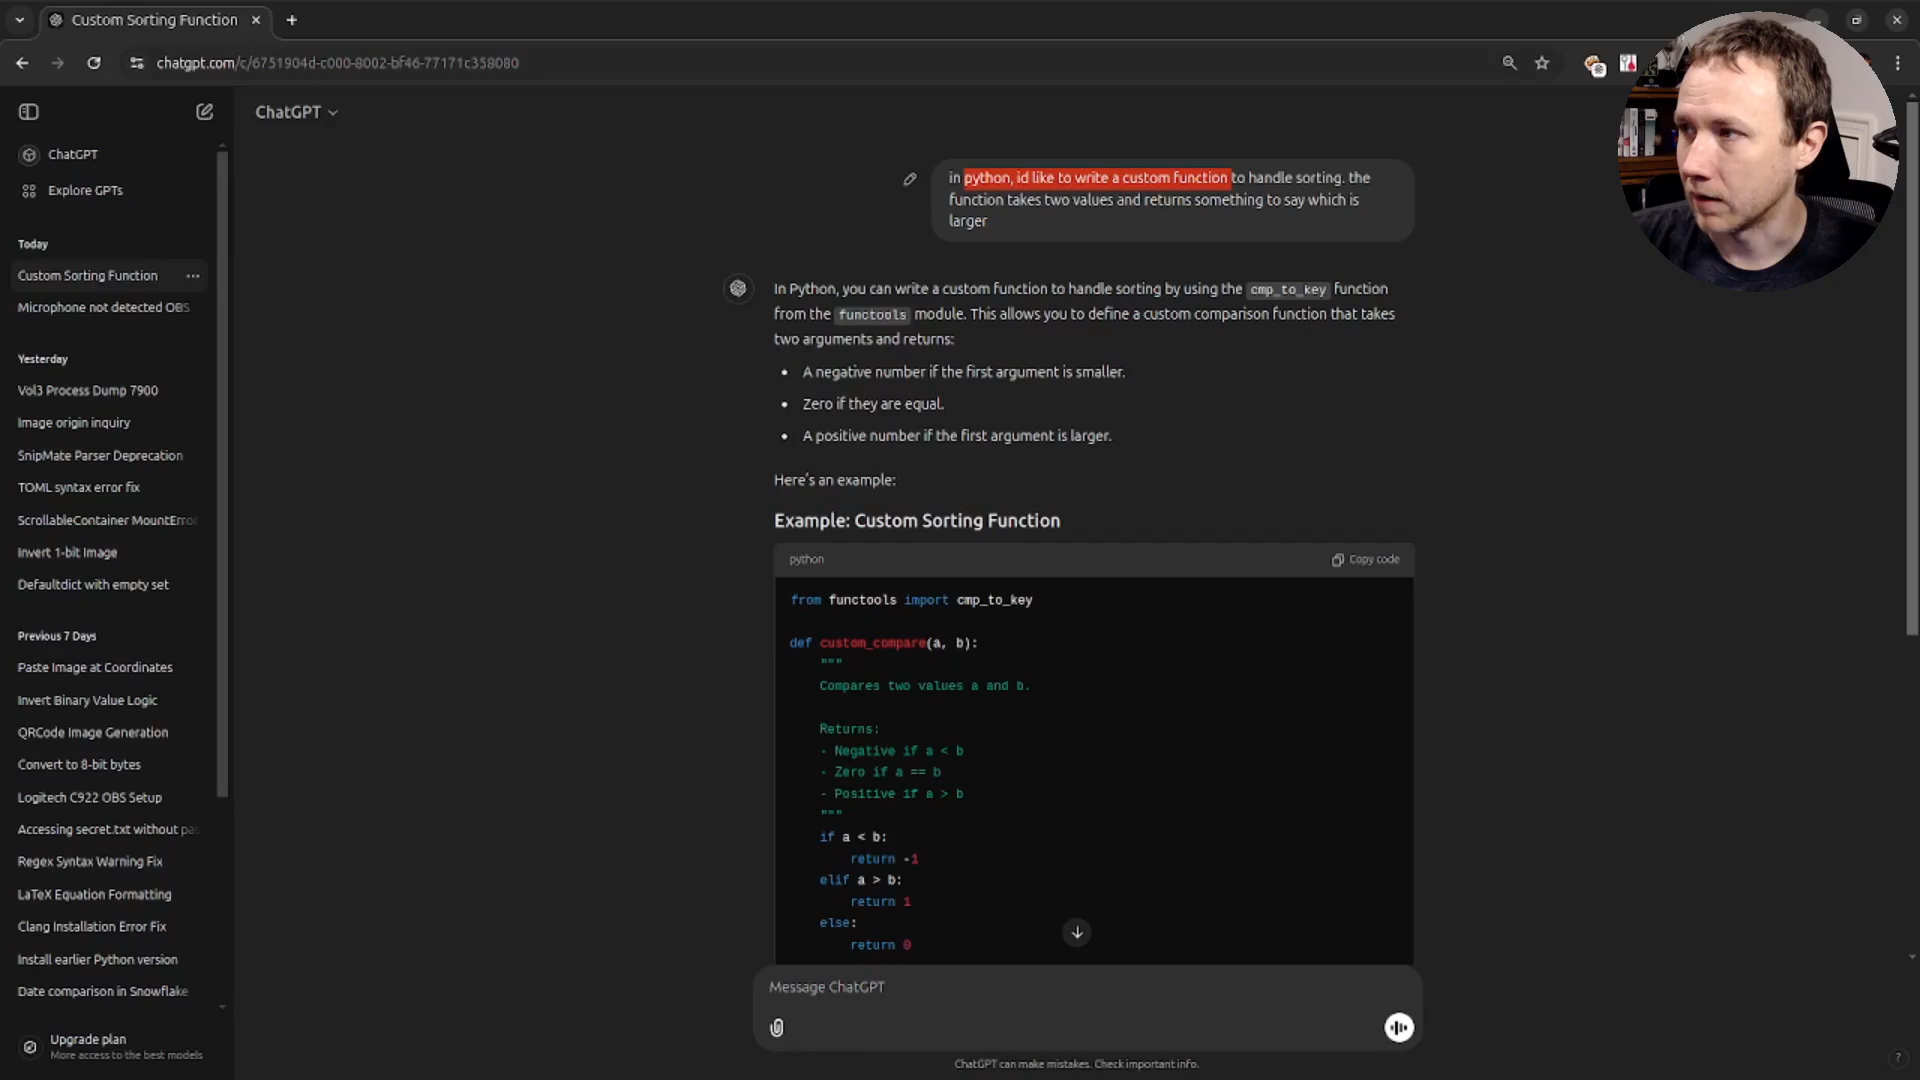 Custom Sorting Function
chatgpt.com/c/6751904d-c000-8002-bf46-77171c358080
ChatGPT
ChatGPT
Explore GPTs
Today
Custom Sorting Function
Microphone not detected OBS
Yesterday
Vol3 Process Dump 7900
Image origin inquiry
SnipMate Parser Deprecation
TOML syntax error fix
ScrollableContainer MountError
Invert 1-bit Image
Defaultdict with empty set
Previous 7 Days
Paste Image at Coordinates
Invert Binary Value Logic
QRCode Image Generation
Convert to 8-bit bytes
Logitech C922 OBS Setup
Accessing secret.txt without pa
Regex Syntax Warning Fix
LaTeX Equation Formatting
Clang Installation Error Fix
Install earlier Python version
Date comparison in Snowflake
Upgrade plan
More access to the best models
in python, id like to write a custom function to handle sorting. the
function takes two values and returns something to say which is
larger
In Python, you can write a custom function to handle sorting by using the cmp_to_key function
from the functools module. This allows you to define a custom comparison function that takes
two arguments and returns:
• A negative number if the first argument is smaller.
• Zero if they are equal.
• A positive number if the first argument is larger.
Here's an example:
Example: Custom Sorting Function
python
Copy code
from functools import cmp_to_key
def custom_compare(a, b):
"""
Compares two values a and b.
Returns:
- Negative if a < b
- Zero if a == b
- Positive if a > b
"""
if a < b:
return -1
elif a > b:
return 1
else:
return 0
Message ChatGPT
ChatGPT can make mistakes. Check important info.
?